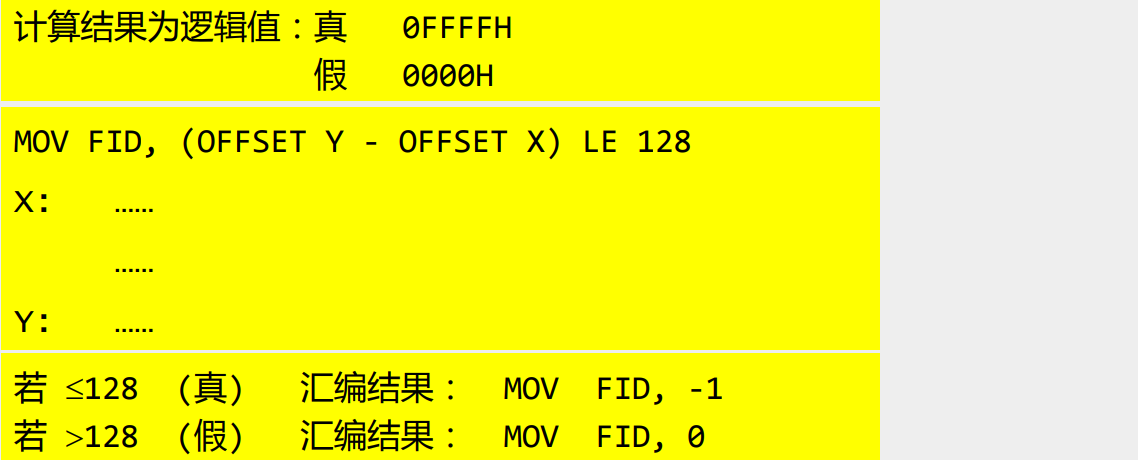 计算结果为逻辑值：真 0FFFFH
假 0000H
MOV FID, (OFFSET Y - OFFSET X) LE 128
X: ……
……
Y: ……
若 ≤128 (真) 汇编结果： MOV FID, -1
若 >128 (假) 汇编结果： MOV FID, 0